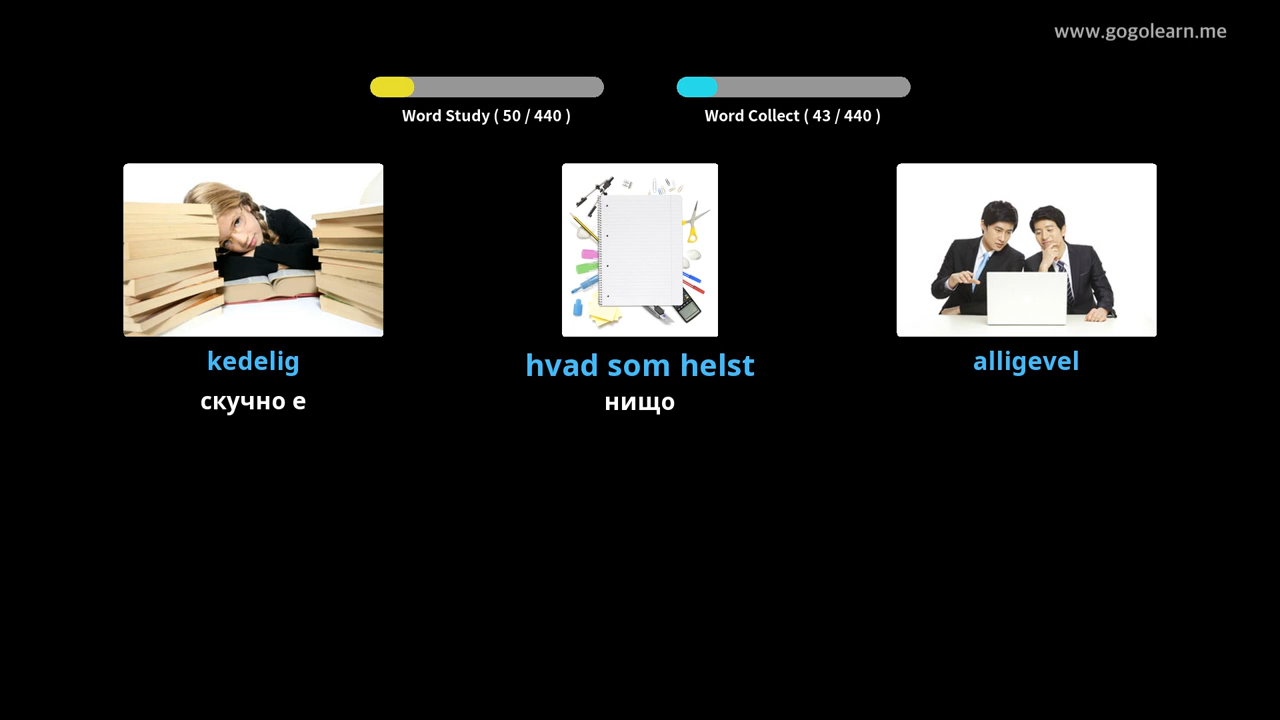 www.gogolearn.me
Word Study ( 50 / 440 )
Word Collect ( 43 / 440 )
kedelig
hvad som helst
alligevel
скучно е
нищо